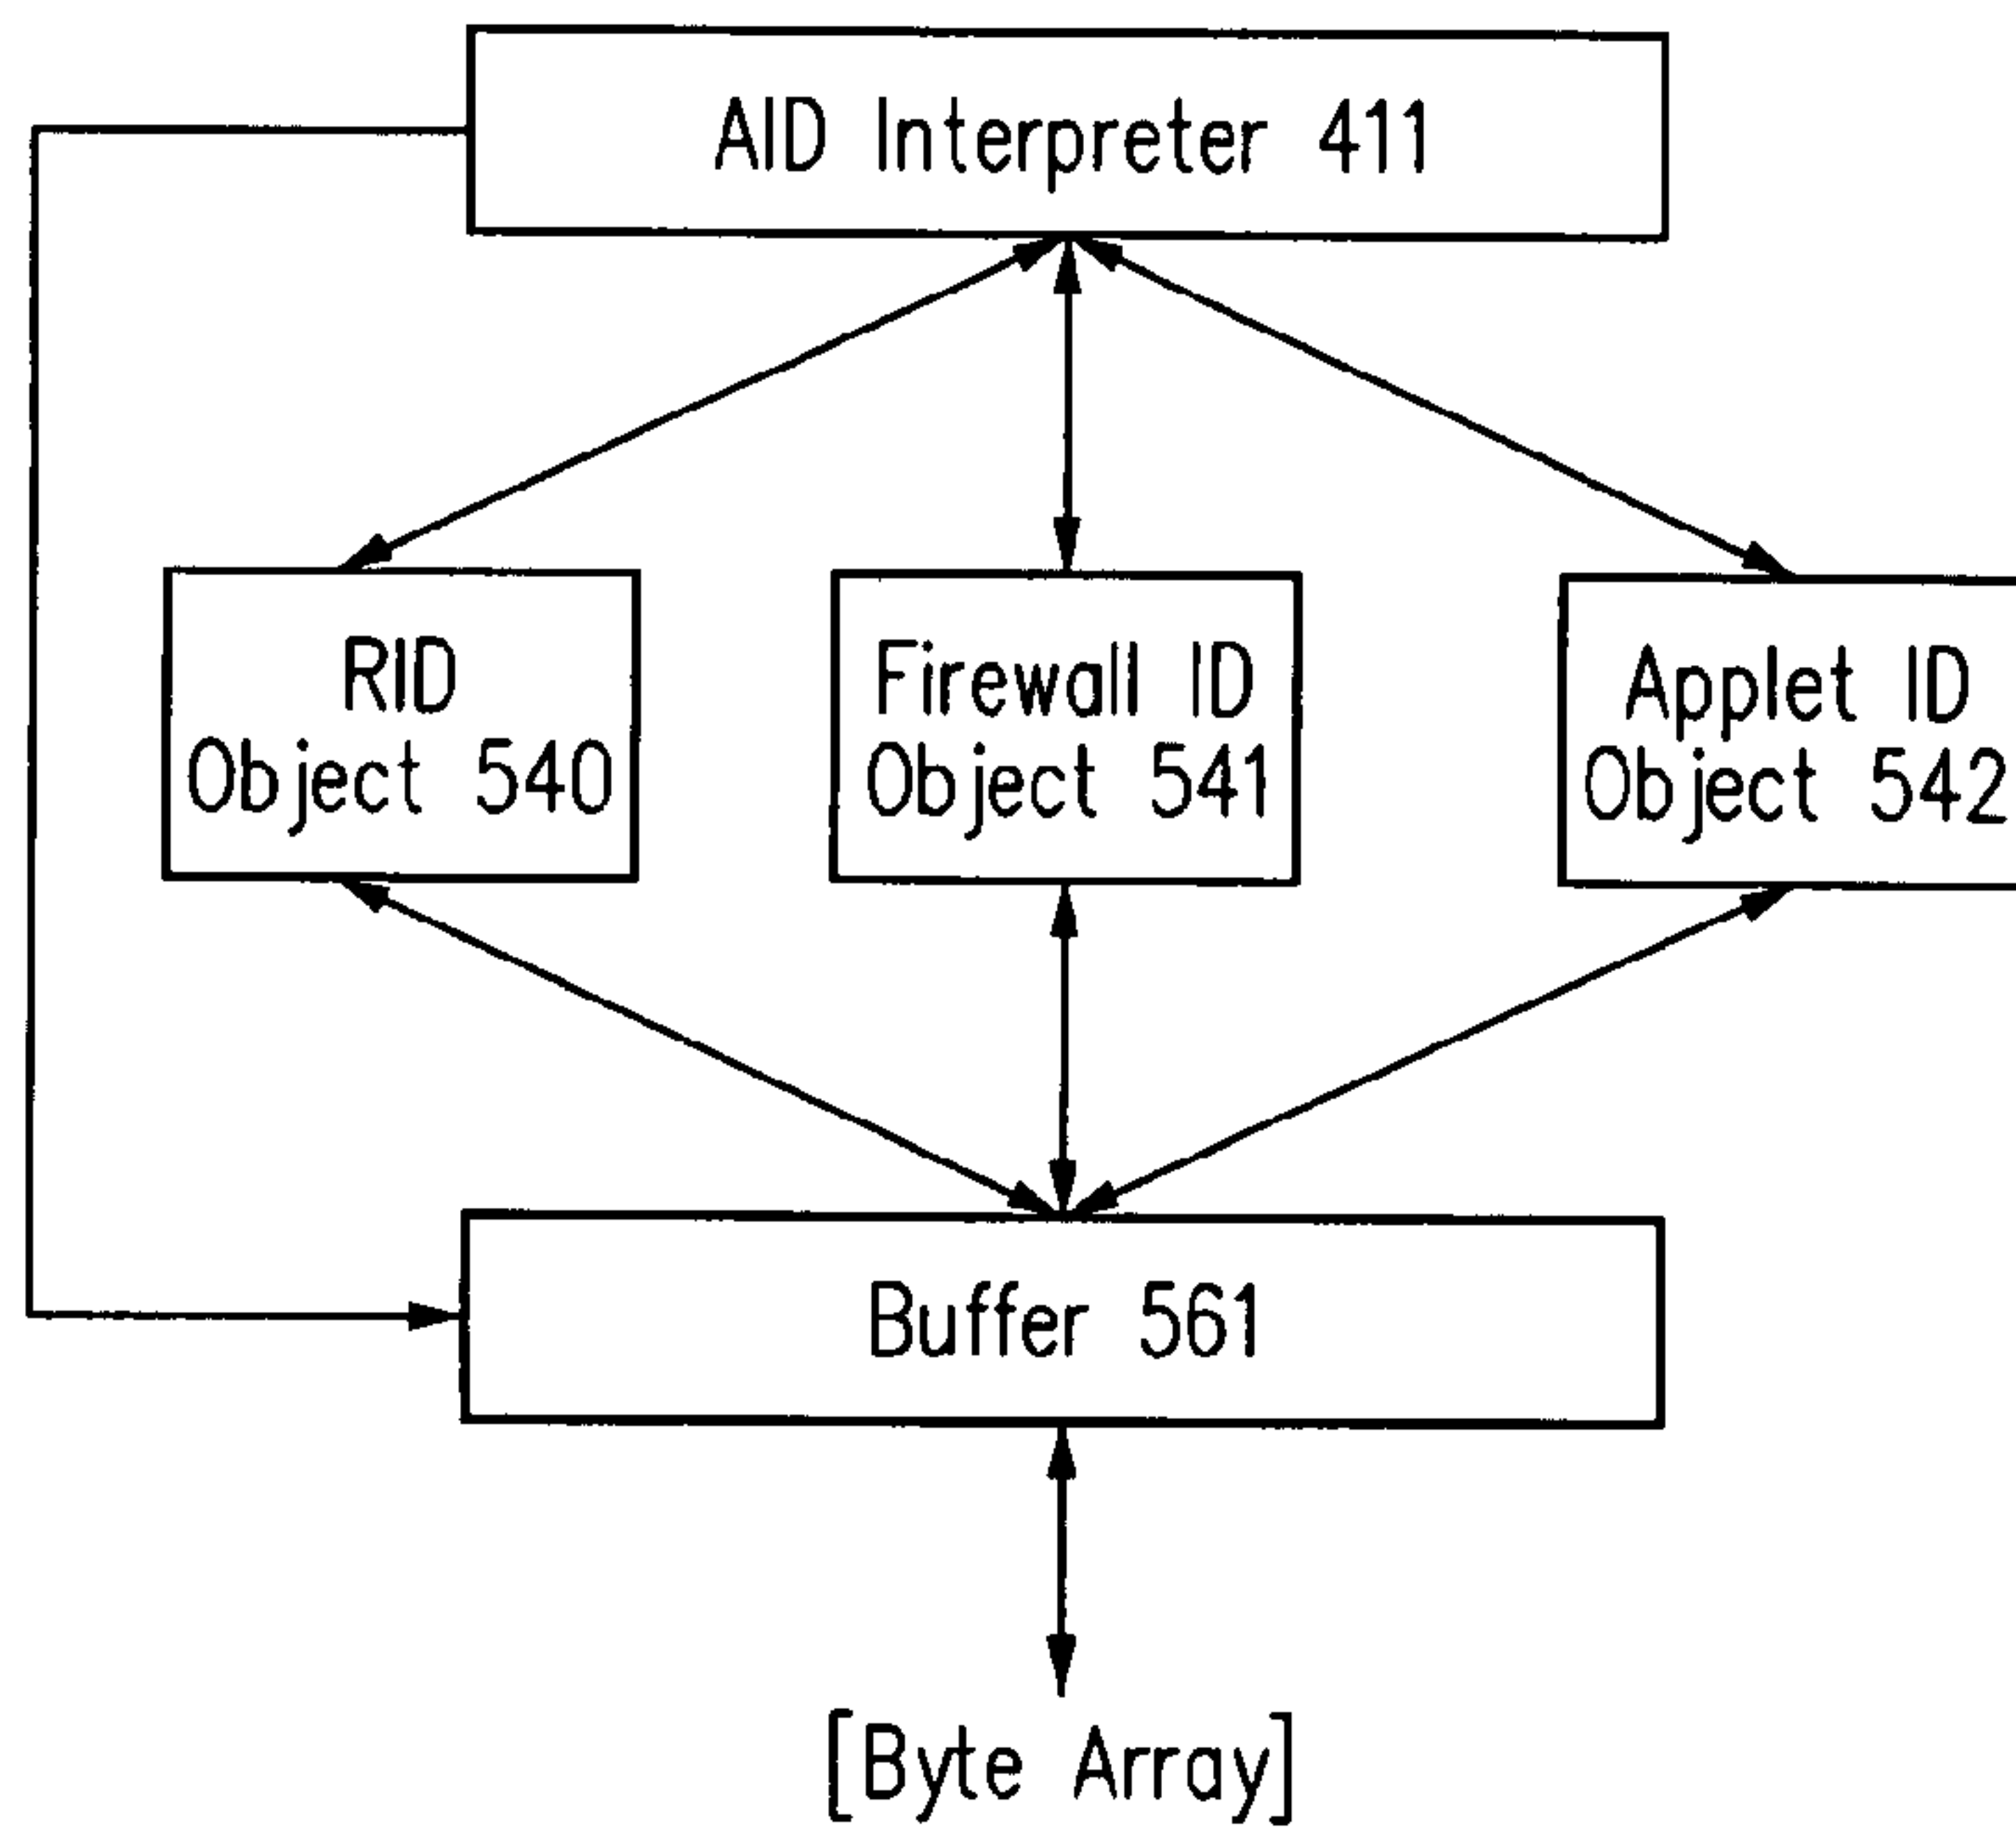 AID Interpreter 411
RID
Object 540
Firewall ID
Object 541
Applet ID
Object 542
Buffer 561
[Byte Array]